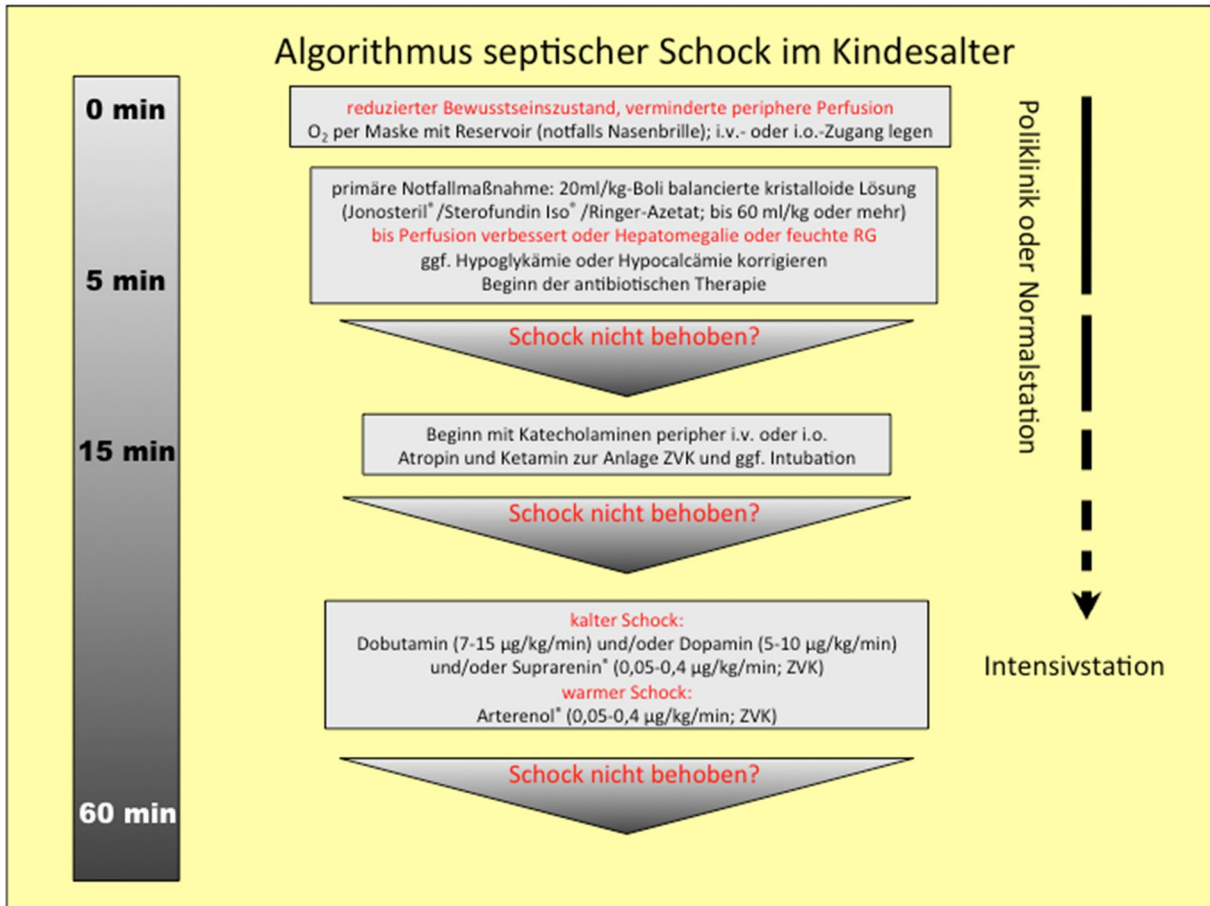 Algorithmus septischer Schock im Kindesalter
0 min
reduzierter Bewusstseinszustand, verminderte periphere Perfusion
O₂ per Maske mit Reservoir (notfalls Nasenbrille); i.v.- oder i.o.-Zugang legen
primäre Notfallmaßnahme: 20ml/kg-Boli balancierte kristalloide Lösung
(Jonosteril® /Sterofundin Iso® /Ringer-Azetat; bis 60 ml/kg oder mehr)
bis Perfusion verbessert oder Hepatomegalie oder feuchte RG
ggf. Hypoglykämie oder Hypocalcämie korrigieren
Beginn der antibiotischen Therapie
5 min
Schock nicht behoben?
15 min
Beginn mit Katecholaminen peripher i.v. oder i.o.
Atropin und Ketamin zur Anlage ZVK und ggf. Intubation
Schock nicht behoben?
kalter Schock:
Dobutamin (7-15 µg/kg/min) und/oder Dopamin (5-10 µg/kg/min)
und/oder Suprarenin® (0,05-0,4 µg/kg/min; ZVK)
warmer Schock:
Arterenol® (0,05-0,4 µg/kg/min; ZVK)
Schock nicht behoben?
60 min
Poliklinik oder Normalstation
Intensivstation